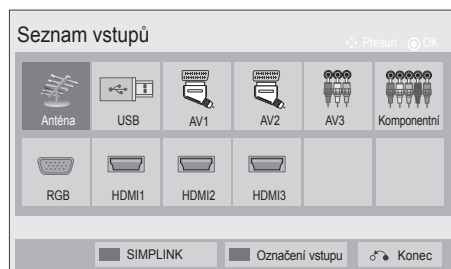 Seznam vstupů
Přesun OK
Anténa USB AV1 AV2 AV3 Komponentní
RGB HDMI1 HDMI2 HDMI3
SIMPLINK Označení vstupu Konec